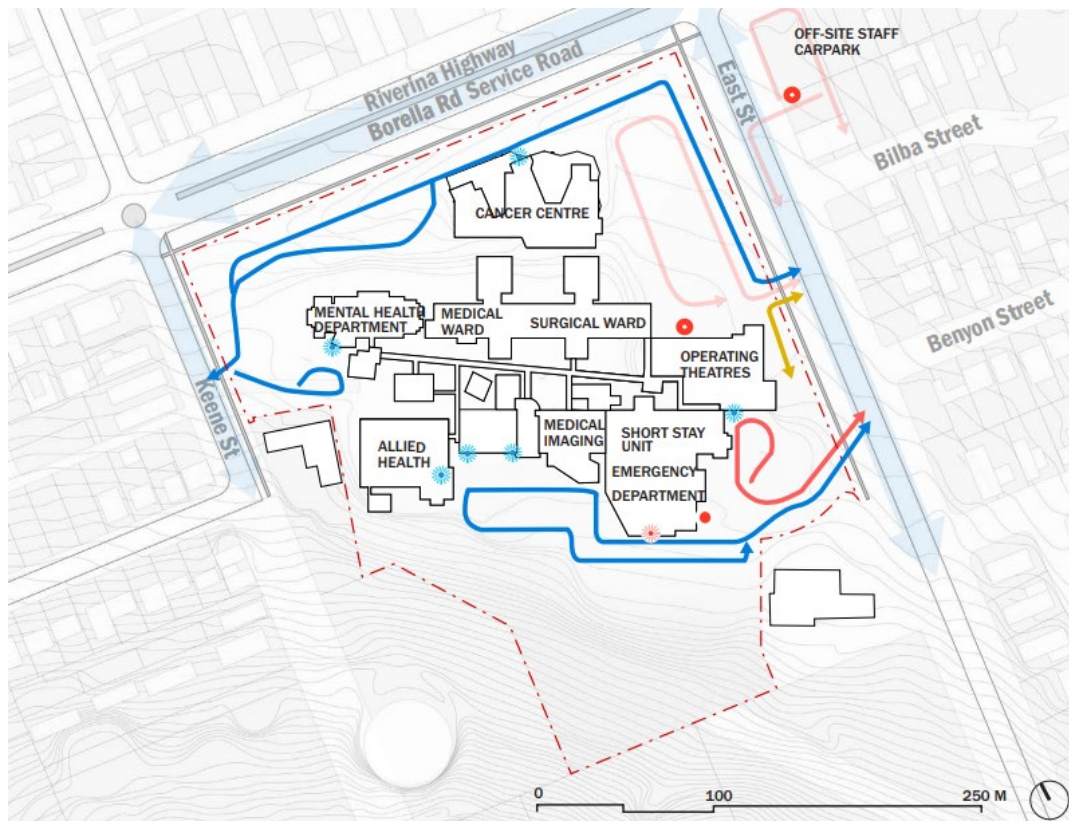 OFF-SITE STAFF
CARPARK
Riverina Highway
Borella Rd Service Road
East St
Bilba Street
CANCER CENTRE
MENTAL HEALTH
DEPARTMENT
MEDICAL
WARD
SURGICAL WARD
Benyon Street
OPERATING
THEATRES
Keene St
ALLIED
HEALTH
MEDICAL
IMAGING
SHORT STAY
UNIT
EMERGENCY
DEPARTMENT
0
100
250 M